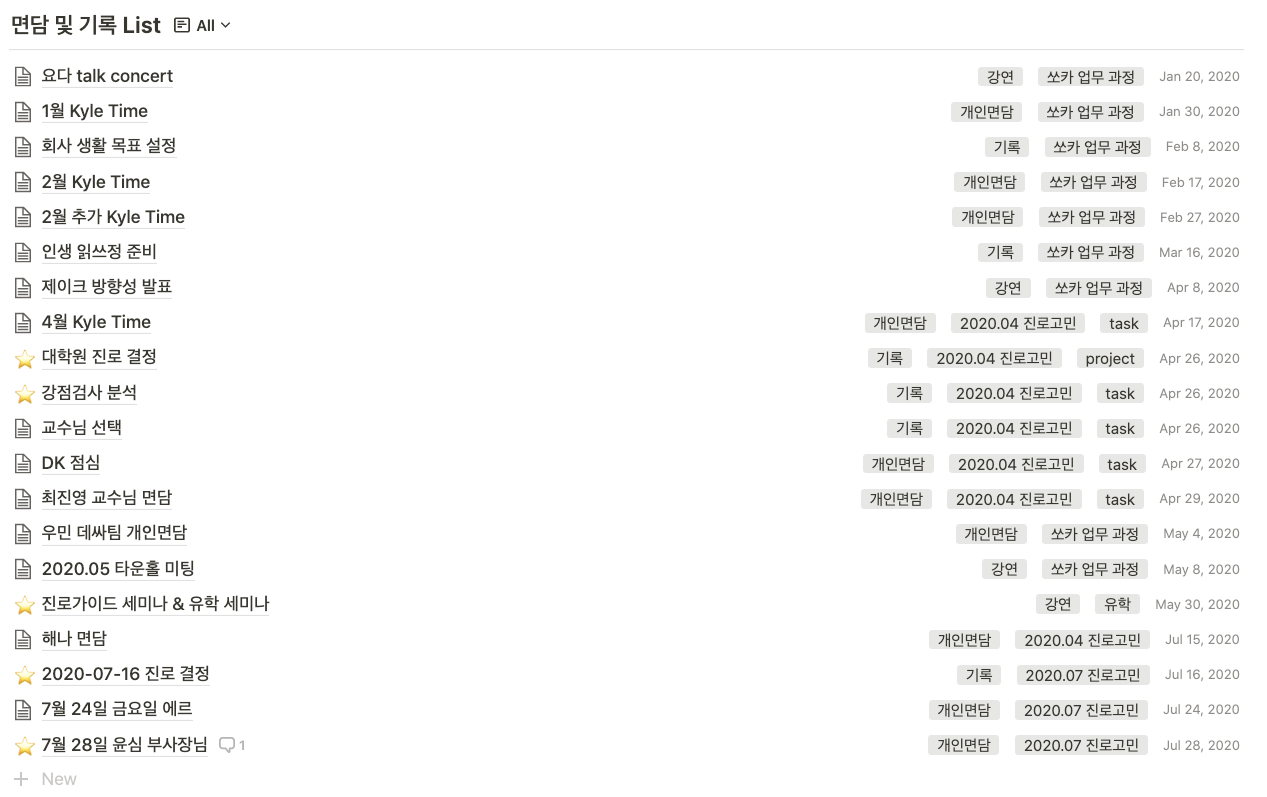 면담 및 기록 List All
요다 talk concert 강연 쏘카 업무 과정 Jan 20, 2020
1월 Kyle Time 개인면담 쏘카 업무 과정 Jan 30, 2020
회사 생활 목표 설정 기록 쏘카 업무 과정 Feb 8, 2020
2월 Kyle Time 개인면담 쏘카 업무 과정 Feb 17, 2020
2월 추가 Kyle Time 개인면담 쏘카 업무 과정 Feb 27, 2020
인생 읽쓰정 준비 기록 쏘카 업무 과정 Mar 16, 2020
제이크 방향성 발표 강연 쏘카 업무 과정 Apr 8, 2020
4월 Kyle Time 개인면담 2020.04 진로고민 task Apr 17, 2020
대학원 진로 결정 기록 2020.04 진로고민 project Apr 26, 2020
강점검사 분석 기록 2020.04 진로고민 task Apr 26, 2020
교수님 선택 기록 2020.04 진로고민 task Apr 26, 2020
DK 점심 개인면담 2020.04 진로고민 task Apr 27, 2020
최진영 교수님 면담 개인면담 2020.04 진로고민 task Apr 29, 2020
우민 데싸팀 개인면담 개인면담 쏘카 업무 과정 May 4, 2020
2020.05 타운홀 미팅 강연 쏘카 업무 과정 May 8, 2020
진로가이드 세미나 & 유학 세미나 강연 유학 May 30, 2020
해나 면담 개인면담 2020.04 진로고민 Jul 15, 2020
2020-07-16 진로 결정 기록 2020.07 진로고민 Jul 16, 2020
7월 24일 금요일 에르 개인면담 2020.07 진로고민 Jul 24, 2020
7월 28일 윤심 부사장님 1 개인면담 2020.07 진로고민 Jul 28, 2020
New